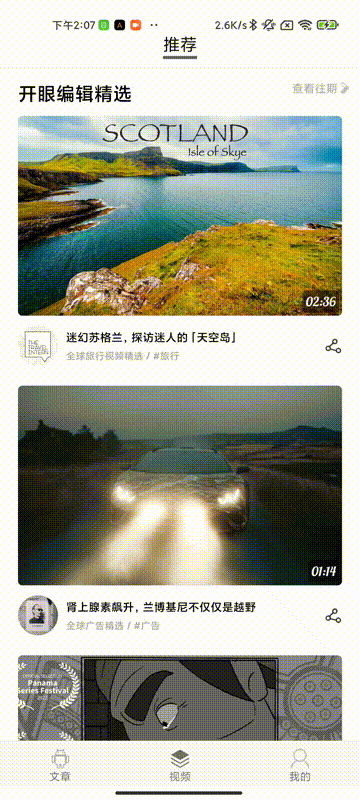 下午2:07
2.6K/s
推荐
开眼编辑精选
查看往期
SCOTLAND
Isle of Skye
02:36
THE
TRAVEL
INTERN
迷幻苏格兰，探访迷人的「天空岛」
全球旅行视频精选 / #旅行
01:14
肾上腺素飙升，兰博基尼不仅仅是越野
全球广告精选 / #广告
Panama
Series Festival
文章
视频
我的